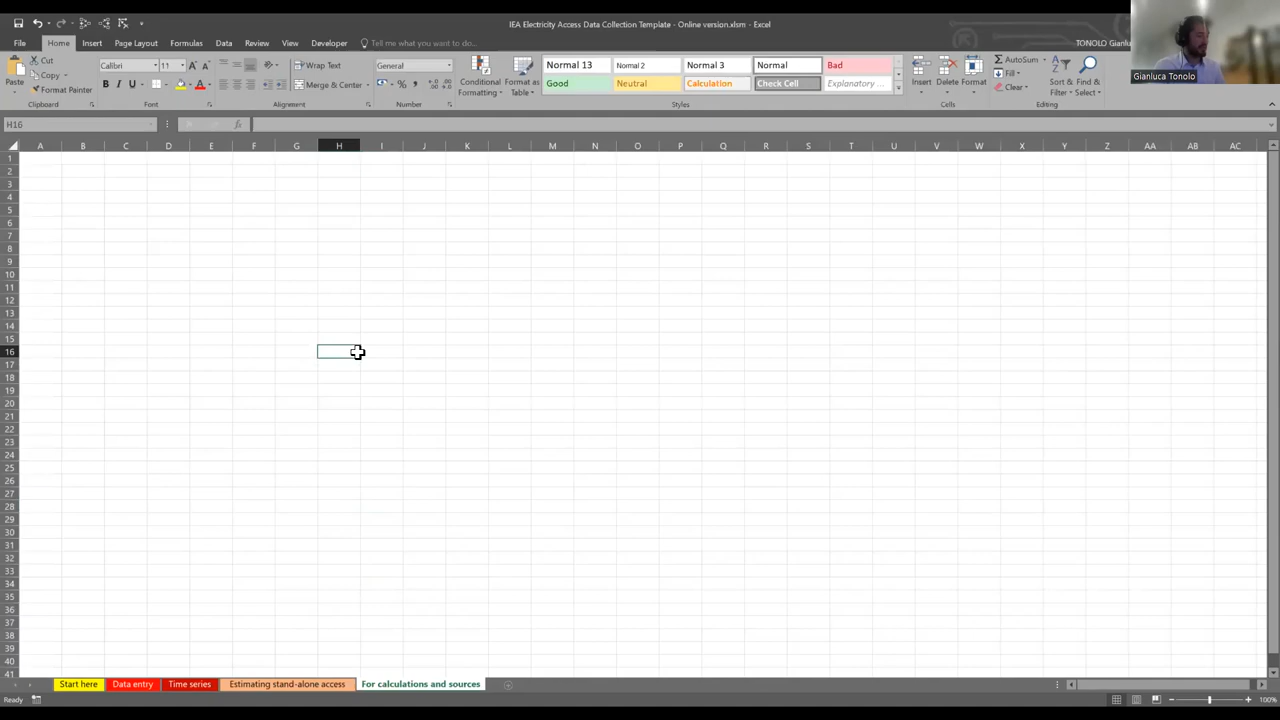 IEA Electricity Access Data Collection Template - Online version.xlsm - Excel
TONOLO Gianlu
Gianluca Tonolo
File Home Insert Page Layout Formulas Data Review View Developer Tell me what you want to do...
Paste
Cut
Copy
Format Painter
Clipboard
Calibri 11
B I U
Font
Wrap Text
Merge & Center
Alignment
General
%
Number
Conditional Formatting
Format as Table
Normal 13 Normal 2 Normal 3 Normal Bad
Good Neutral Calculation Check Cell Explanatory ...
Styles
Insert Delete Format
Cells
AutoSum
Fill
Clear
Sort & Filter
Find & Select
Editing
H16
fx
A B C D E F G H I J K L M N O P Q R S T U V W X Y Z AA AB AC
1
2
3
4
5
6
7
8
9
10
11
12
13
14
15
16
17
18
19
20
21
22
23
24
25
26
27
28
29
30
31
32
33
34
35
36
37
38
39
40
41
Start here Data entry Time series Estimating stand-alone access For calculations and sources
Ready
100%